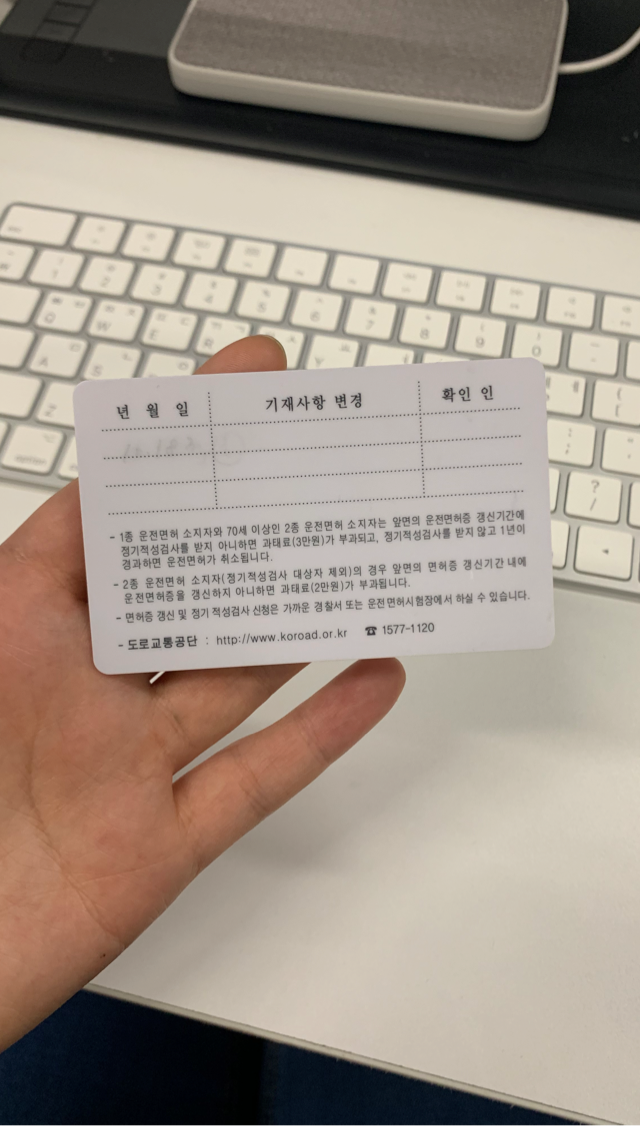 년 월 일 기재사항 변경 확인 인
- 1종 운전면허 소지자와 70세 이상인 2종 운전면허 소지자는 앞면의 운전면허증 갱신기간에
정기적성검사를 받지 아니하면 과태료(3만원)가 부과되고, 정기적성검사를 받지 않고 1년이
경과하면 운전면허가 취소됩니다.
- 2종 운전면허 소지자(정기적성검사 대상자 제외)의 경우 앞면의 면허증 갱신기간 내에
운전면허증을 갱신하지 아니하면 과태료(2만원)가 부과됩니다.
- 면허증 갱신 및 정기 적성검사 신청은 가까운 경찰서 또는 운전면허시험장에서 하실 수 있습니다.
- 도로교통공단 : http://www.koroad.or.kr ☎ 1577-1120
1
2
3
4
5
6
7
8
9
0
Q
W
E
R
Y
A
S
Z
option
?
/